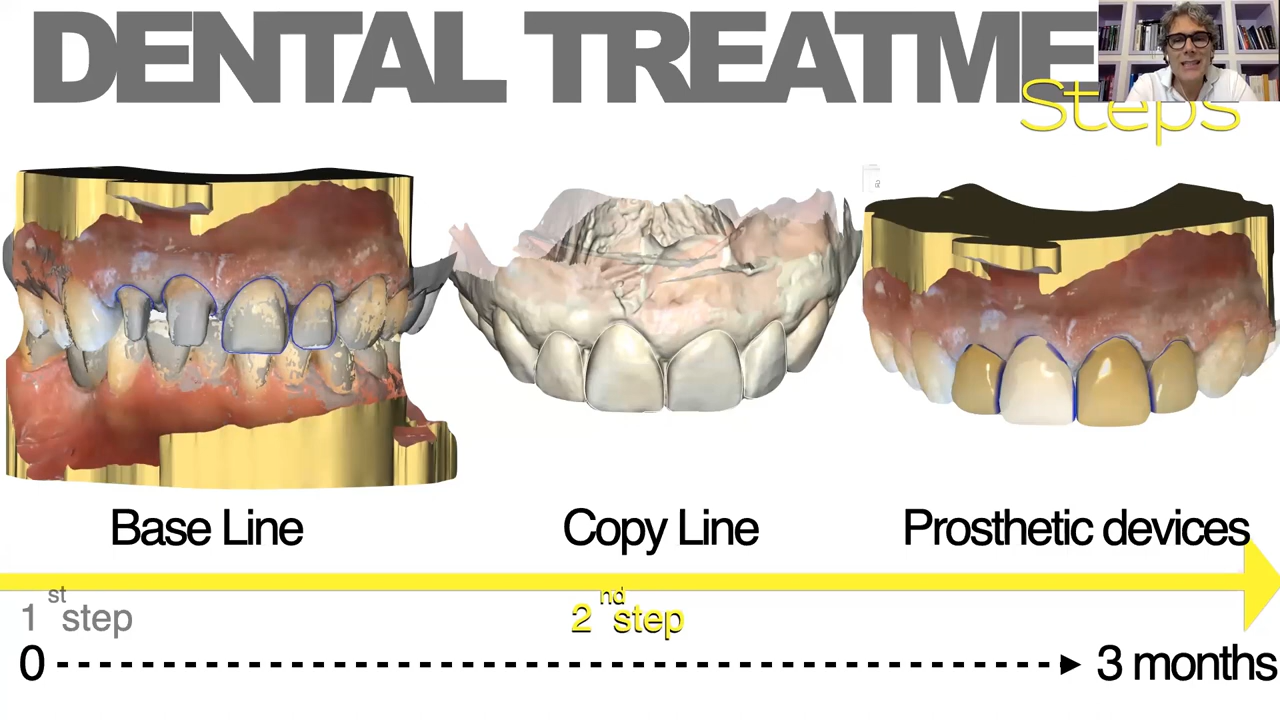 DENTAL TREATME
Steps
Base Line
Copy Line
Prosthetic devices
1st step
2nd step
0
3 months